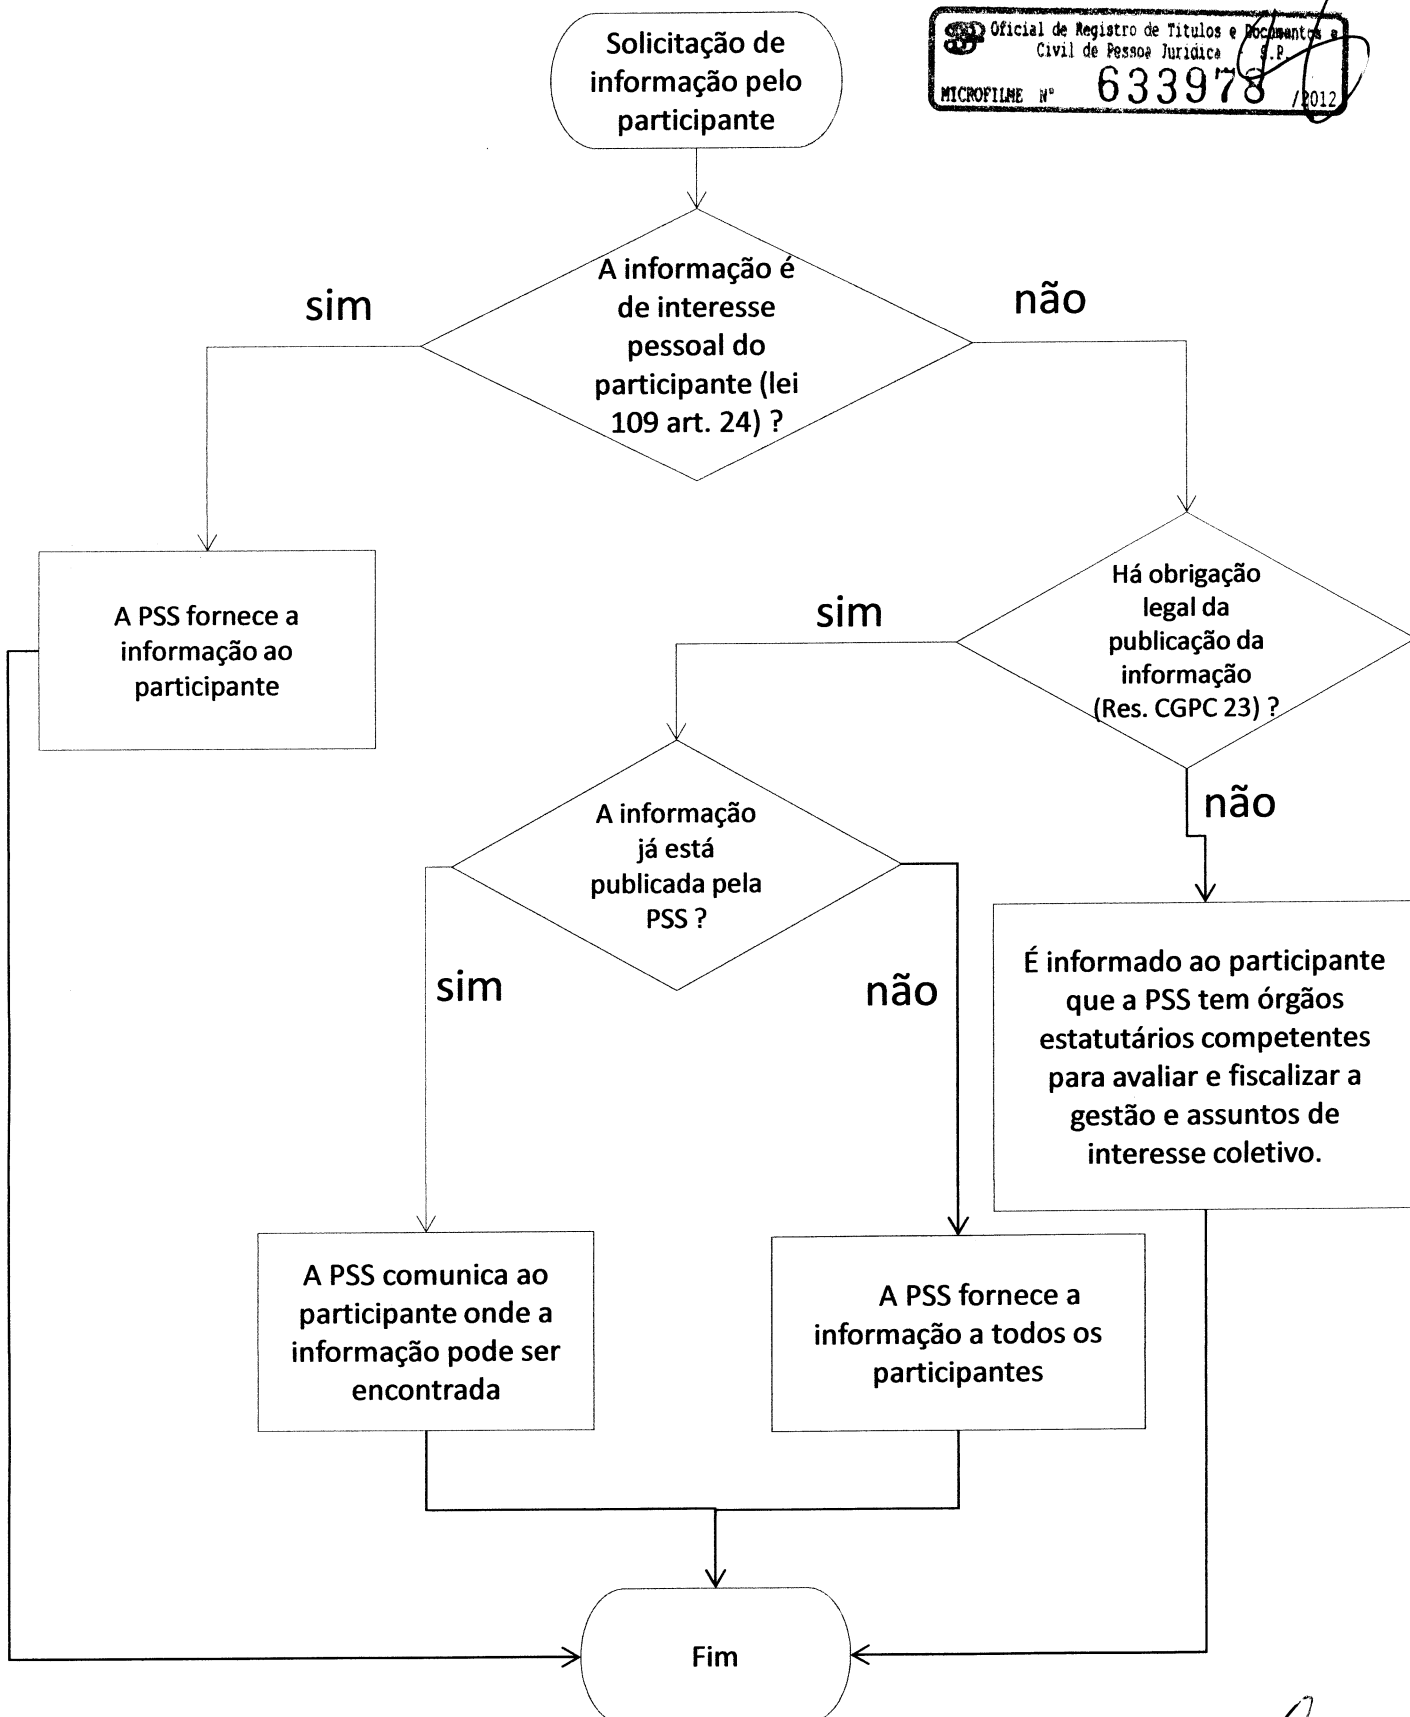 Solicitação de
informação pelo
participante
Oficial de Registro de Titulos e Documentos e
Civil de Pessoa Juridica S.P.
MICROFILME Nº 633978 /2012
A informação é
de interesse
pessoal do
participante (lei
109 art. 24) ?
sim
não
A PSS fornece a
informação ao
participante
Há obrigação
legal da
publicação da
informação
(Res. CGPC 23) ?
sim
não
A informação
já está
publicada pela
PSS ?
sim
não
É informado ao participante
que a PSS tem órgãos
estatutários competentes
para avaliar e fiscalizar a
gestão e assuntos de
interesse coletivo.
A PSS comunica ao
participante onde a
informação pode ser
encontrada
A PSS fornece a
informação a todos os
participantes
Fim